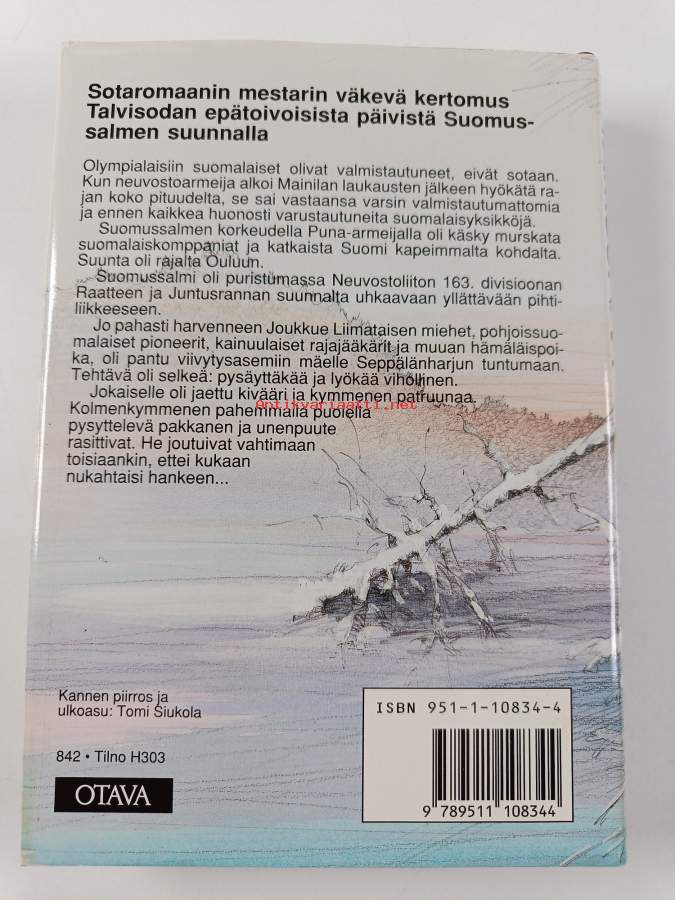 Sotaromaanin mestarin väkevä kertomus
Talvisodan epätoivoisista päivistä Suomus-
salmen suunnalla
Olympialaisiin suomalaiset olivat valmistautuneet, eivät sotaan.
Kun neuvostoarmeija alkoi Mainilan laukausten jälkeen hyökätä ra-
jan koko pituudelta, se sai vastaansa varsin valmistautumattomia
ja ennen kaikkea huonosti varustautuneita suomalaisyksikköjä.
Suomussalmen korkeudella Puna-armeijalla oli käsky murskata
suomalaiskomppaniat ja katkaista Suomi kapeimmalta kohdalta.
Suunta oli rajalta Ouluun.
Suomussalmi oli puristumassa Neuvostoliiton 163. divisioonan
Raatteen ja Juntusrannan suunnalta uhkaavaan yllättävään pihti-
liikkeeseen.
Jo pahasti harvenneen Joukkue Liimataisen miehet, pohjoissuo-
malaiset pioneerit, kainuulaiset rajajääkärit ja muuan hämäläispoi-
ka, oli pantu viivytysasemiin mäelle Seppälänharjun tuntumaan.
Tehtävä oli selkeä: pysäyttäkää ja lyökää vihollinen.
Jokaiselle oli jaettu kivääri ja kymmenen patruunaa.
Antikvariaatti.net
Kolmenkymmenen pahemmalla puolella
pysyttelevä pakkanen ja unenpuute
rasittivat. He joutuivat vahtimaan
toisiaankin, ettei kukaan
nukahtaisi hankeen...
Kannen piirros ja
ulkoasu: Tomi Siukola
842 • Tilno H303
OTAVA
ISBN 951-1-10834-4
9 789511 108344